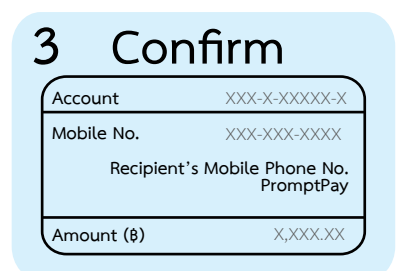 3 Confirm
Account XXX-X-XXXXX-X
Mobile No. XXX-XXX-XXXX
Recipient's Mobile Phone No.
PromptPay
Amount (฿) X,XXX.XX